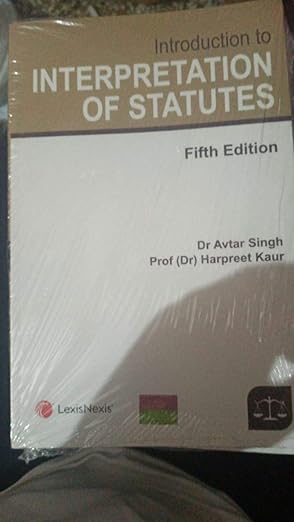 Introduction to
INTERPRETATION
OF STATUTES
Fifth Edition
Dr Avtar Singh
Prof (Dr) Harpreet Kaur
LexisNexis®